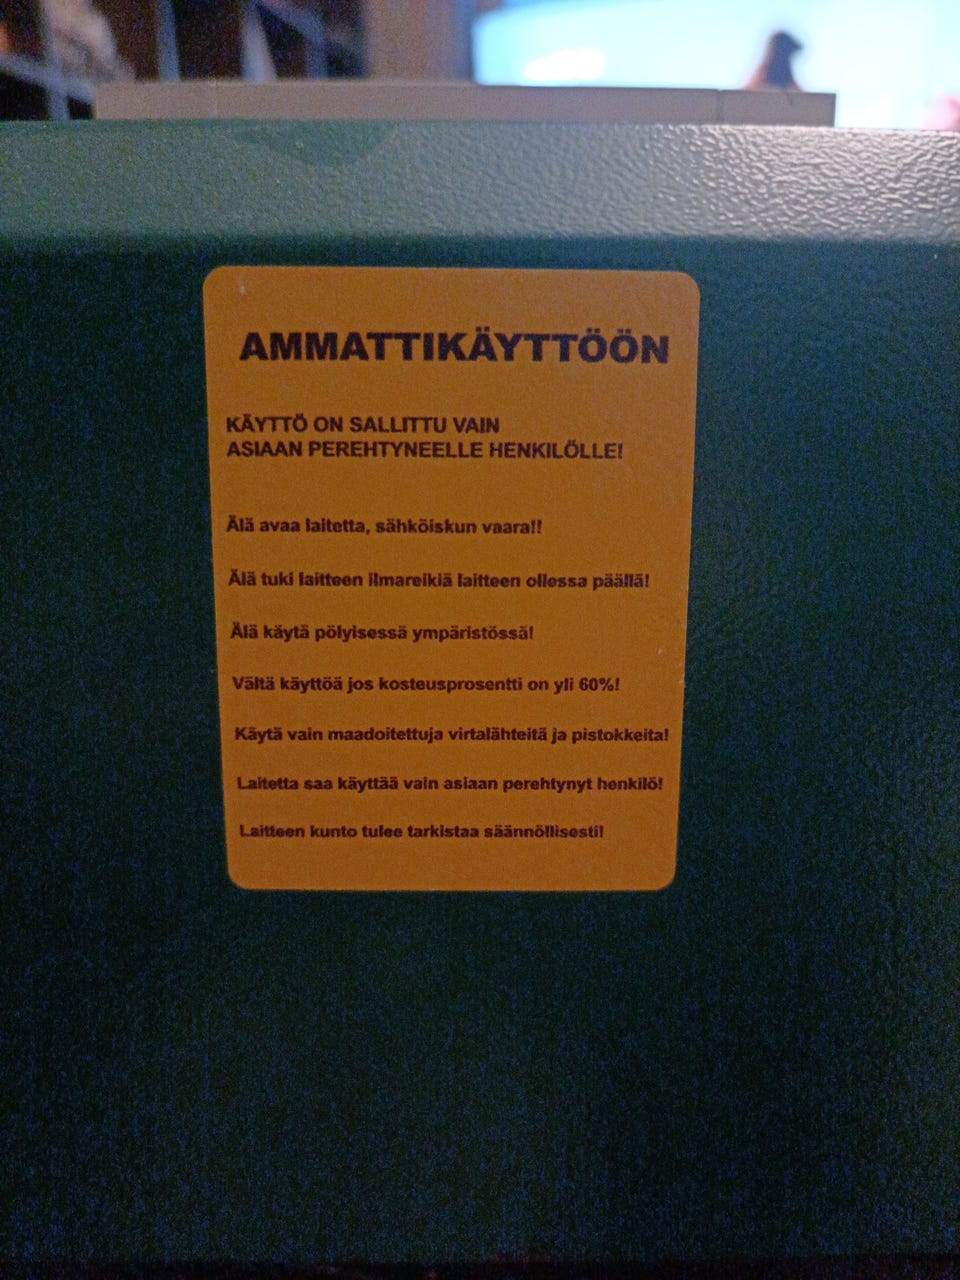 AMMATTIKÄYTTÖÖN
KÄYTTÖ ON SALLITTU VAIN
ASIAAN PEREHTYNEELLE HENKILÖLLE!
Älä avaa laitetta, sähköiskun vaara!!
Älä tuki laitteen ilmareikiä laitteen ollessa päällä!
Älä käytä pölyisessä ympäristössä!
Vältä käyttöä jos kosteusprosentti on yli 60%!
Käytä vain maadoitettuja virtalähteitä ja pistokkeita!
Laitetta saa käyttää vain asiaan perehtynyt henkilö!
Laitteen kunto tulee tarkistaa säännöllisesti!